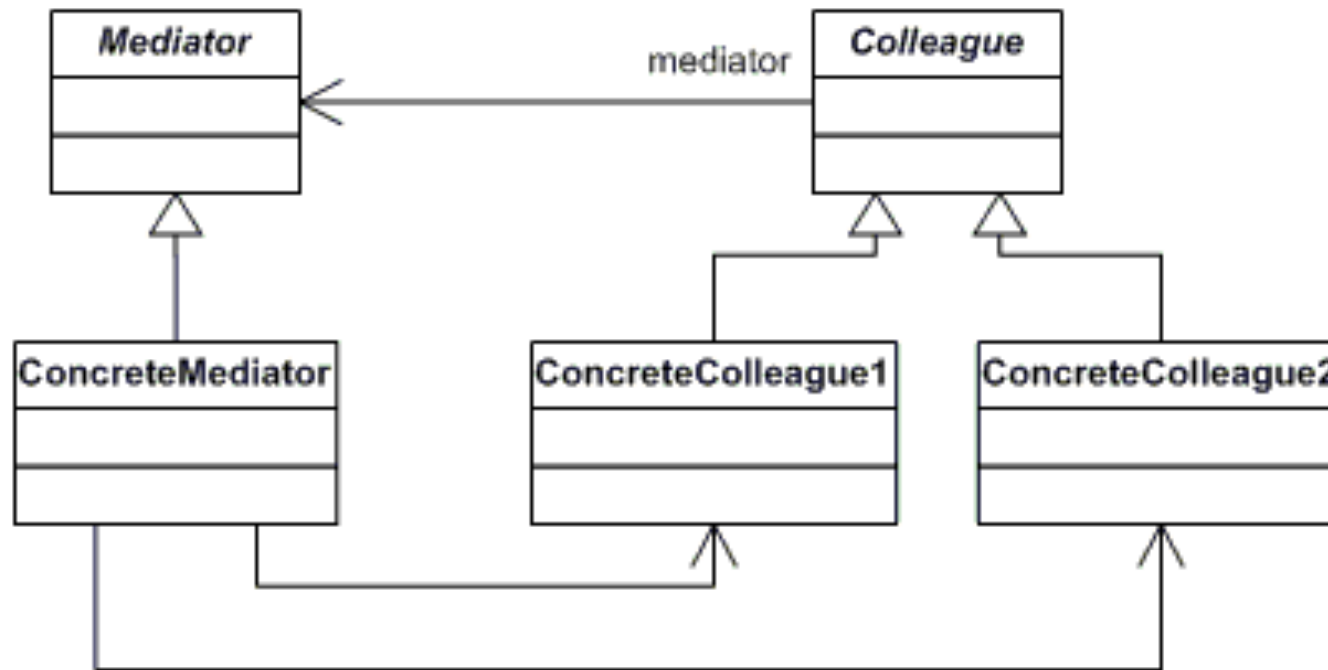 Mediator
mediator
Colleague
ConcreteMediator
ConcreteColleague1
ConcreteColleague2